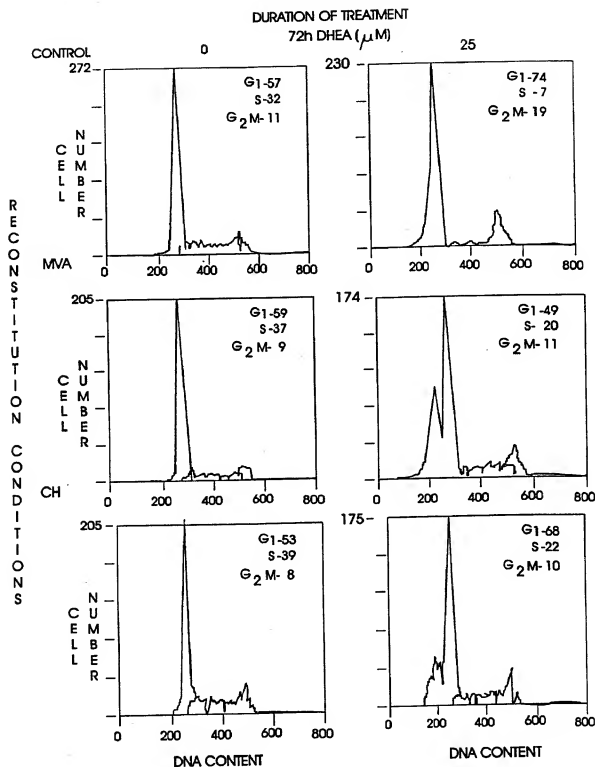 DURATION OF TREATMENT
72h DHEA (μM)
0 25
CONTROL
RECONSTITUTION CONDITIONS
CELL NUMBER
272
G1-57
S-32
G2M-11
0 200 400 600 800
230
G1-74
S -7
G2M-19
0 200 400 600 800
MVA
CELL NUMBER
205
G1-59
S-37
G2M- 9
0 200 400 600 800
174
G1-49
S- 20
G2M-11
0 200 400 600 800
CH
CELL NUMBER
205
G1-53
S-39
G2M- 8
0 200 400 600 800
DNA CONTENT
175
G1-68
S-22
G2M-10
0 200 400 600 800
DNA CONTENT